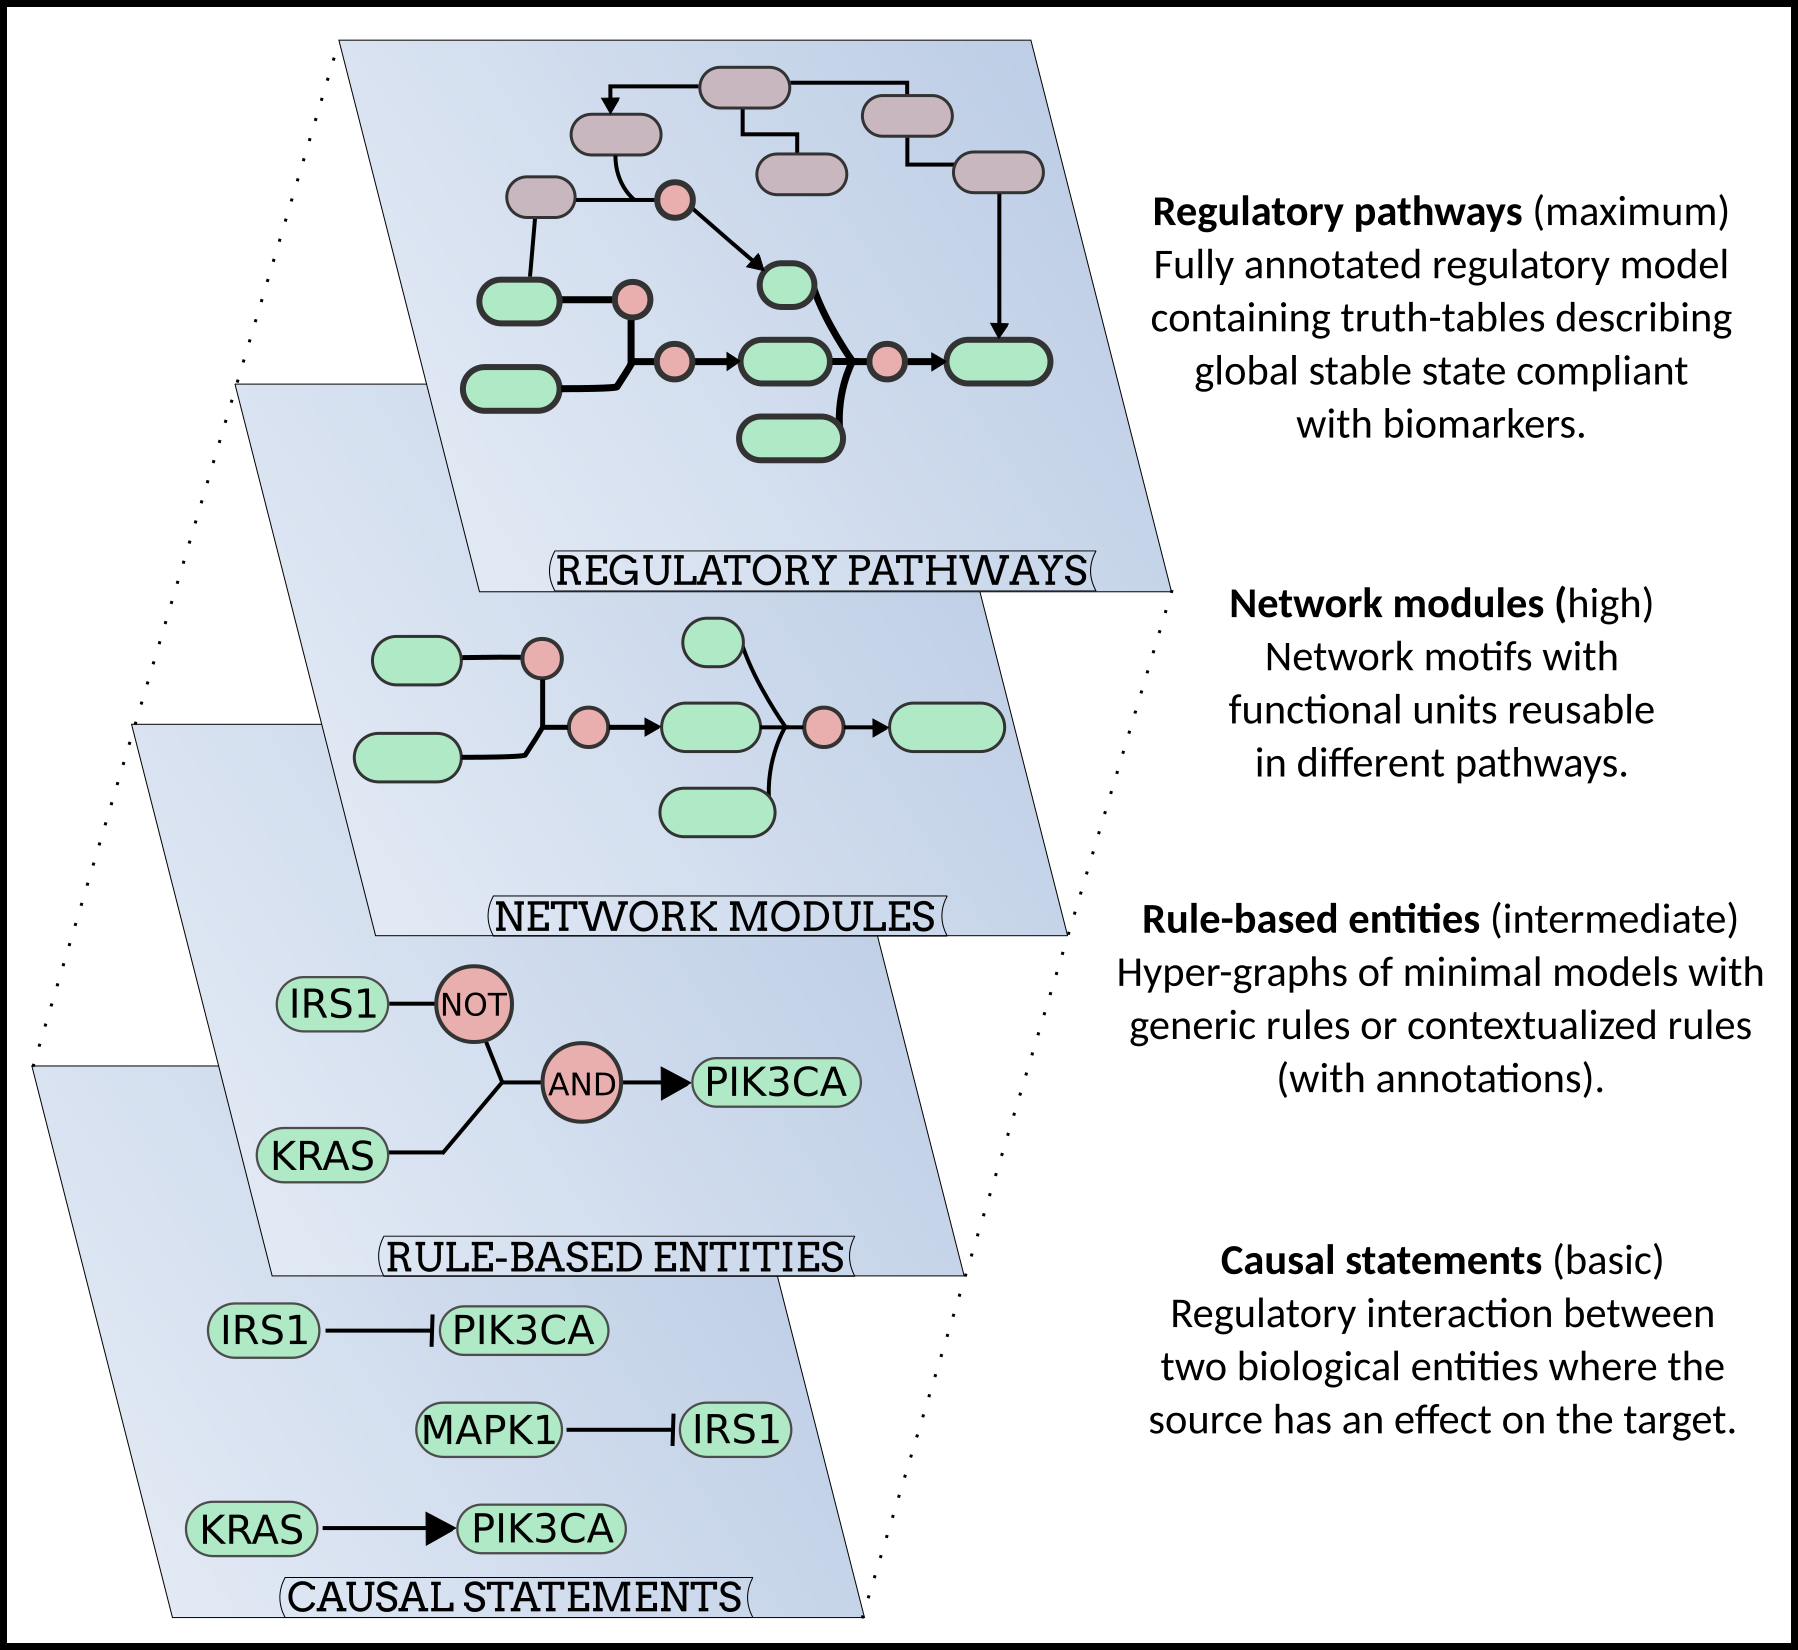 Regulatory pathways (maximum)
Fully annotated regulatory model
containing truth-tables describing
global stable state compliant
with biomarkers.
REGULATORY PATHWAYS
Network modules (high)
Network motifs with
functional units reusable
in different pathways.
NETWORK MODULES
Rule-based entities (intermediate)
Hyper-graphs of minimal models with
generic rules or contextualized rules
(with annotations).
IRS1
NOT
AND
PIK3CA
KRAS
RULE-BASED ENTITIES
Causal statements (basic)
Regulatory interaction between
two biological entities where the
source has an effect on the target.
IRS1 PIK3CA
MAPK1 IRS1
KRAS PIK3CA
CAUSAL STATEMENTS